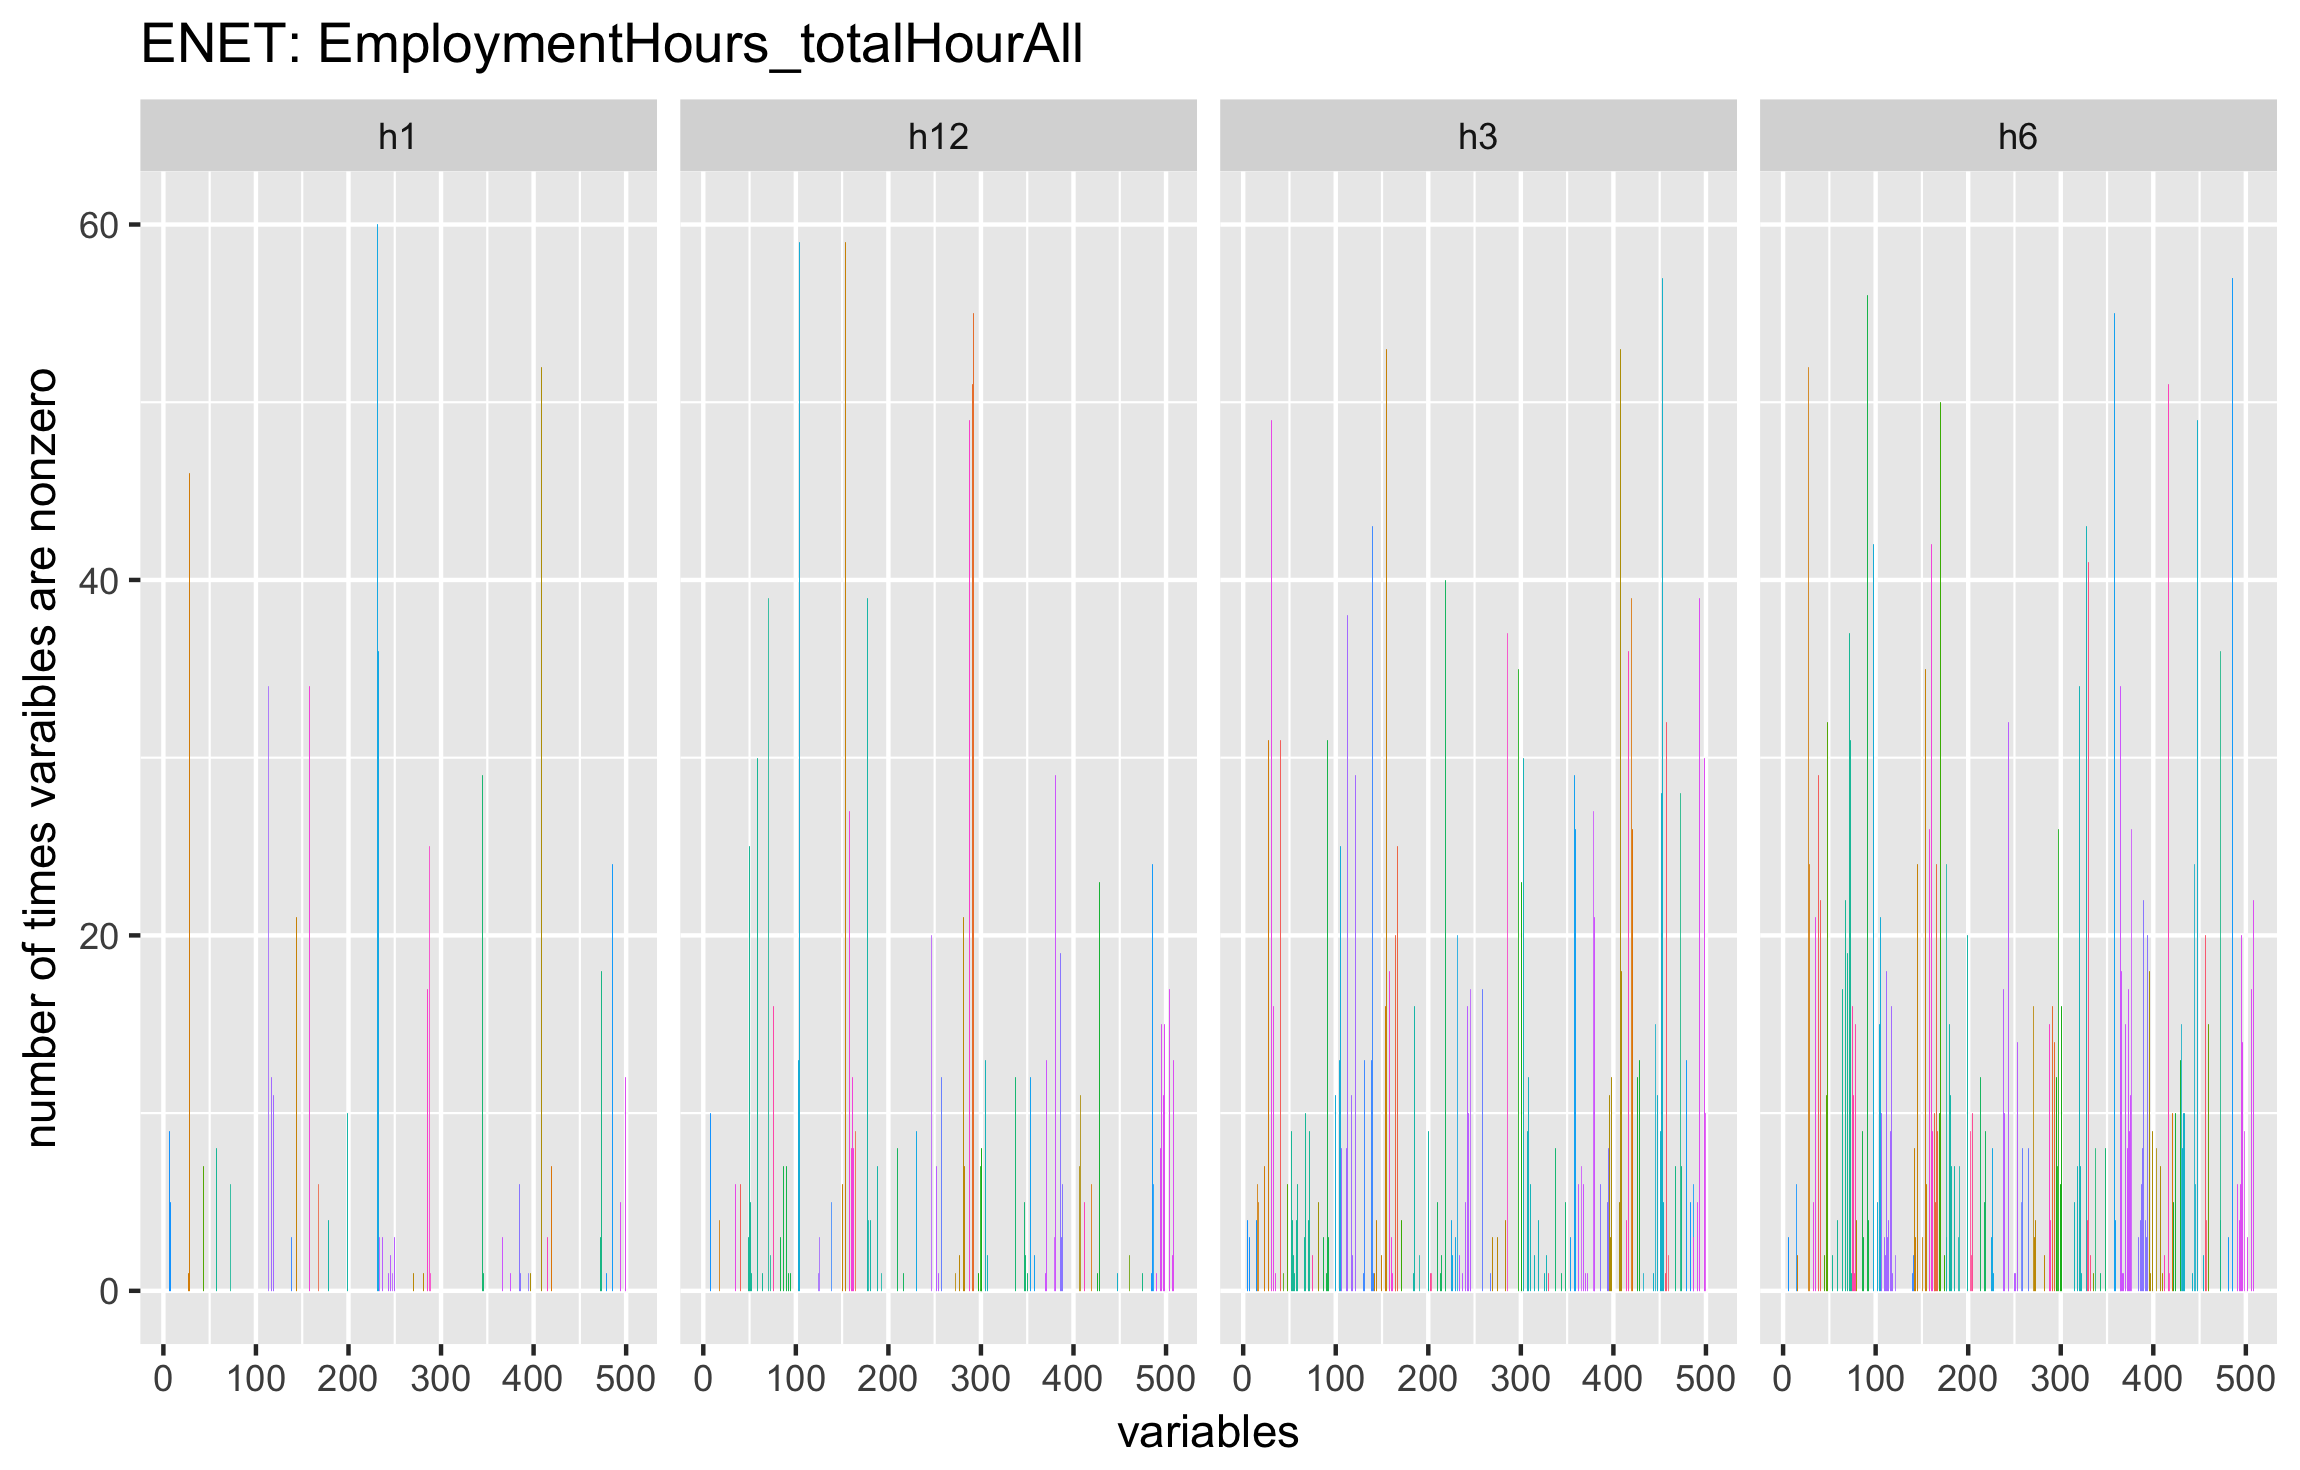 ENET: EmploymentHours_totalHourAll
h1 h12 h3 h6
number of times varaibles are nonzero
60
40
20
0
0 100 200 300 400 500 0 100 200 300 400 500 0 100 200 300 400 500 0 100 200 300 400 500
variables